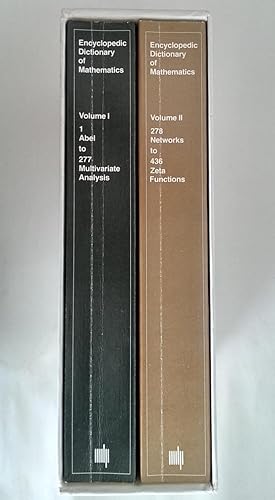 Encyclopedic
Dictionary
of
Mathematics
Volume I
1
Abel
to
277
Multivariate
Analysis
Encyclopedic
Dictionary
of
Mathematics
Volume II
278
Networks
to
436
Zeta
Functions